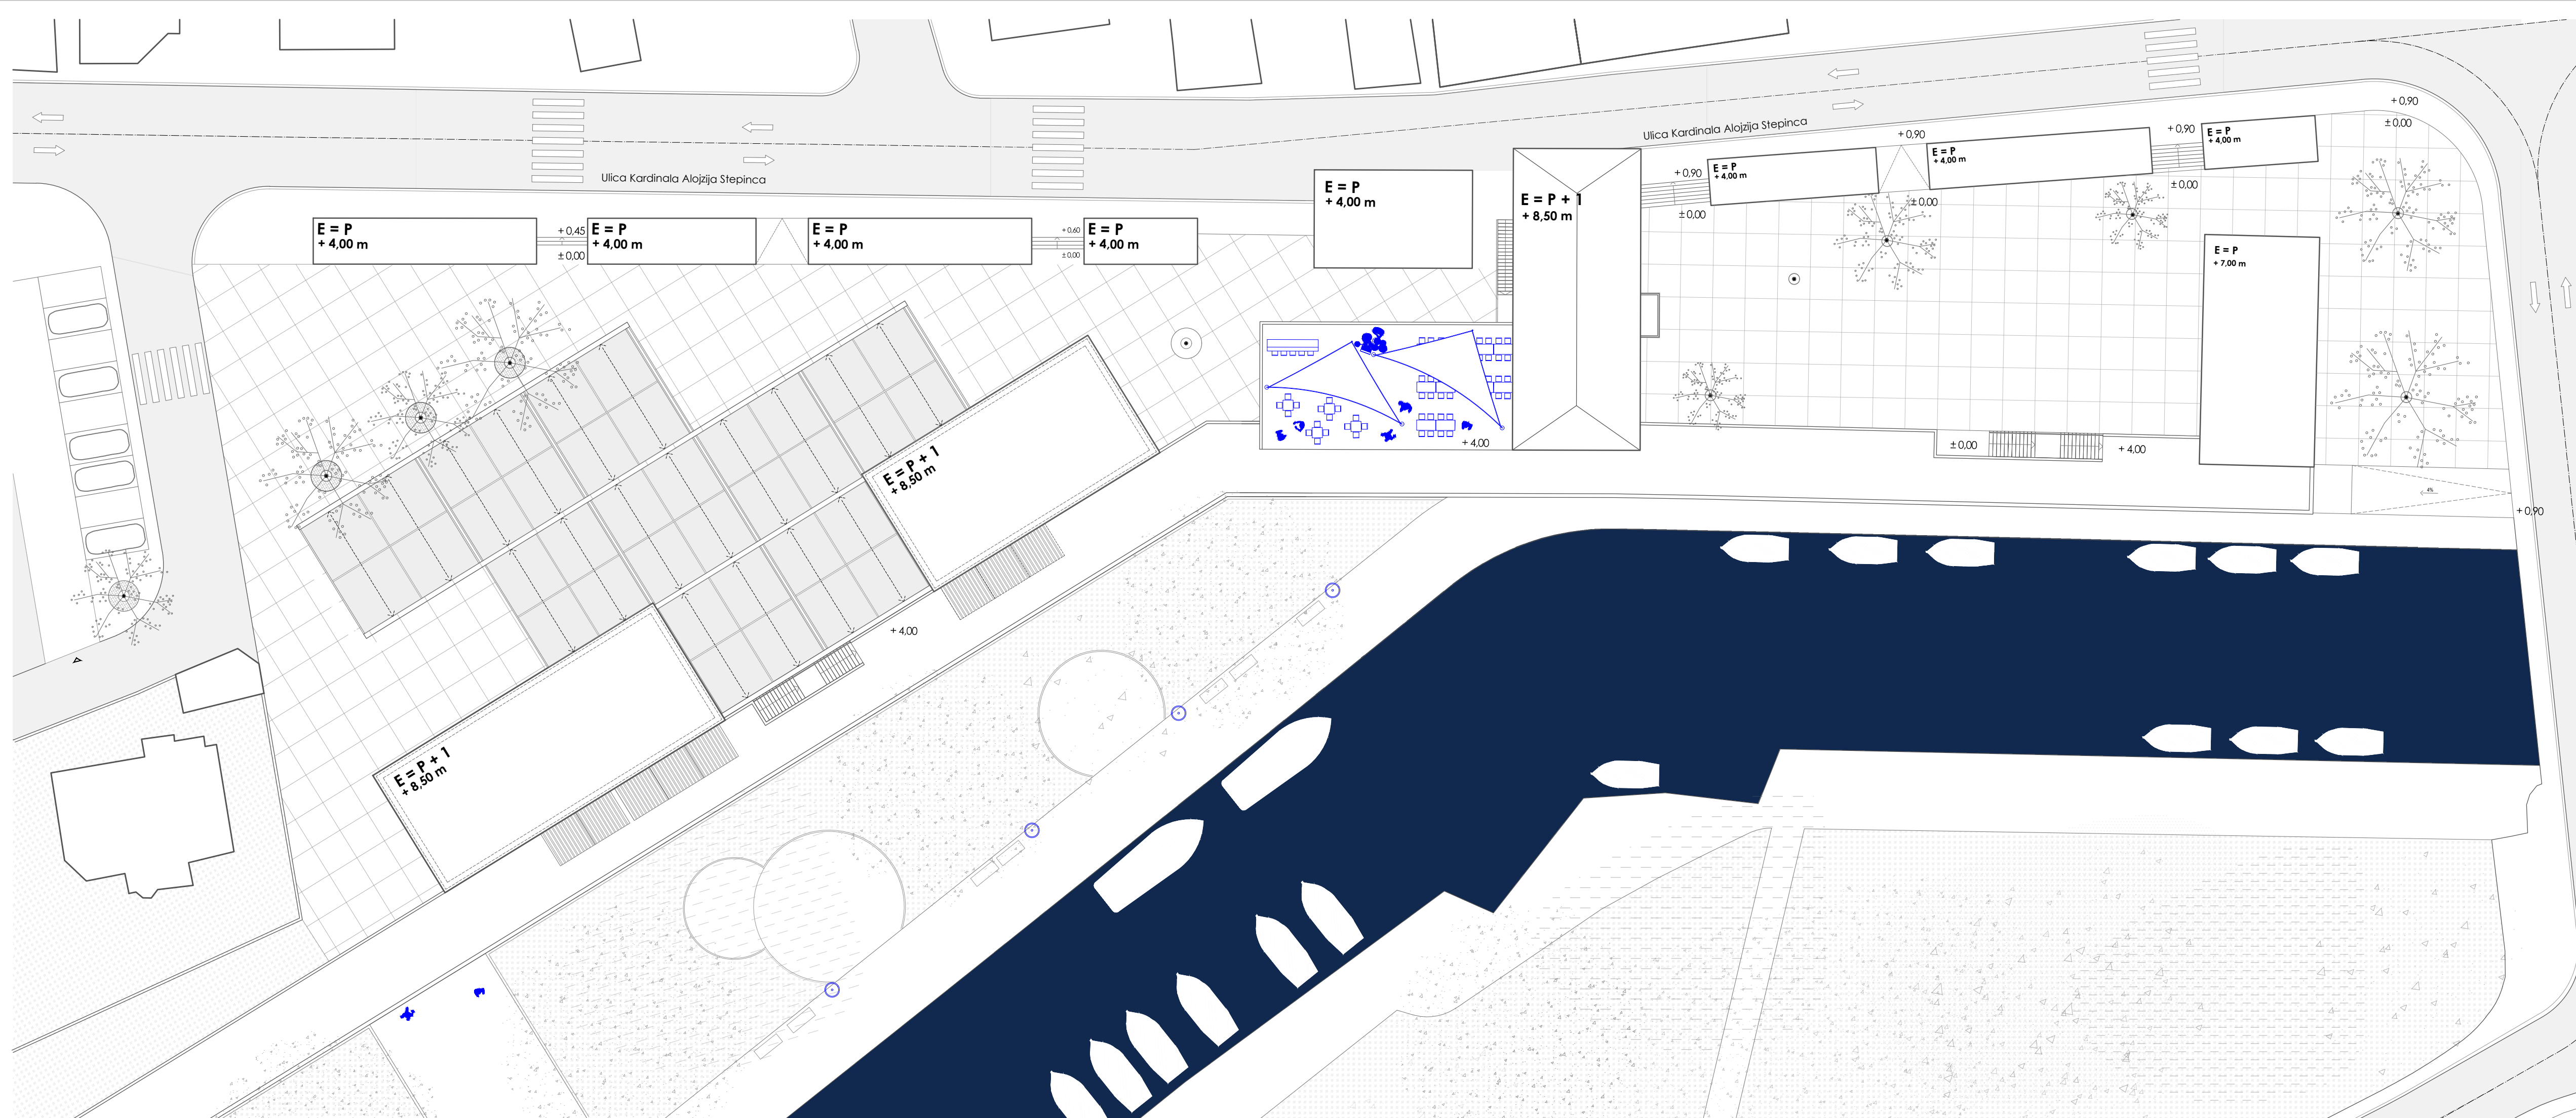 + 0,90
± 0,00
Ulica Kardinala Alojzija Stepinca
+ 0,90
+ 0,90
E = P
+ 4,00 m
E = P
+ 4,00 m
E = P
+ 4,00 m
+ 0,90
± 0,00
± 0,00
± 0,00
Ulica Kardinala Alojzija Stepinca
E = P
+ 4,00 m
E = P + 1
+ 8,50 m
E = P
+ 4,00 m
+ 0,45
± 0,00
E = P
+ 4,00 m
E = P
+ 4,00 m
+ 0,60
± 0,00
E = P
+ 4,00 m
E = P
+ 7,00 m
+ 4,00
± 0,00
+ 4,00
E = P + 1
+ 8,50 m
4%
+ 0,90
+ 4,00
E = P + 1
+ 8,50 m